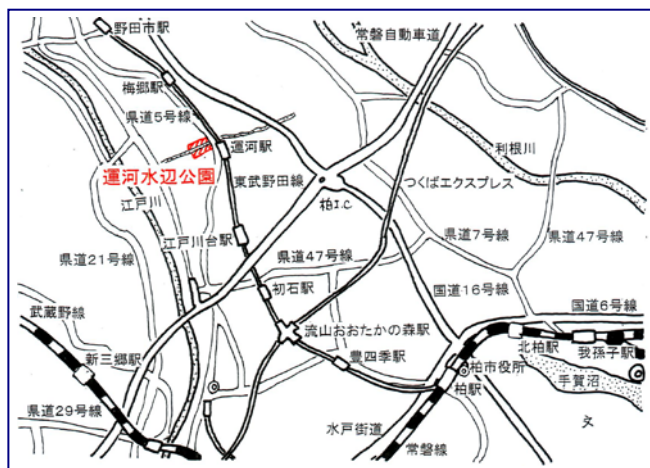 野田市駅
常磐自動車道
梅郷駅
県道5号線
運河駅
利根川
運河水辺公園
東武野田線
つくばエクスプレス
柏I.C
江戸川
江戸川台駅
県道7号線
県道47号線
県道21号線
県道47号線
初石駅
国道16号線
国道6号線
武蔵野線
流山おおたかの森駅
新三郷駅
豊四季駅
北柏駅
我孫子駅
柏市役所
柏駅
手賀沼
県道29号線
水戸街道
常磐線
文